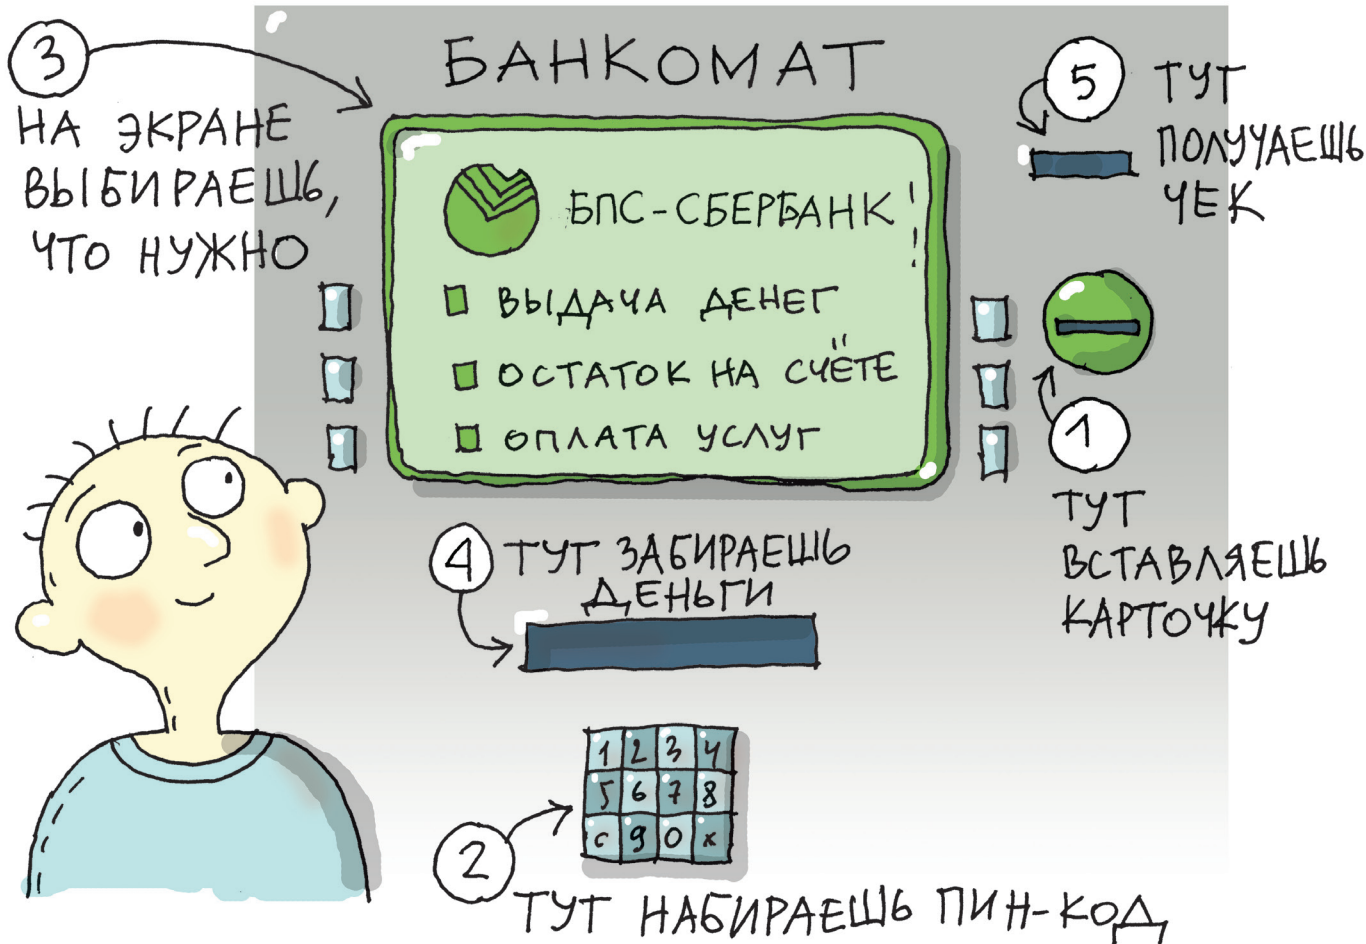 БАНКОМАТ
3
НА ЭКРАНЕ
ВЫБИРАЕШЬ,
ЧТО НУЖНО
5
ТУТ
ПОЛУЧАЕШЬ
ЧЕК
БПС-СБЕРБАНК
ВЫДАЧА ДЕНЕГ
ОСТАТОК НА СЧЁТЕ
ОПЛАТА УСЛУГ
1
ТУТ
ВСТАВЛЯЕШЬ
КАРТОЧКУ
4
ТУТ ЗАБИРАЕШЬ
ДЕНЬГИ
1 2 3 4
5 6 7 8
C 9 0 X
2
ТУТ НАБИРАЕШЬ ПИН-КОД